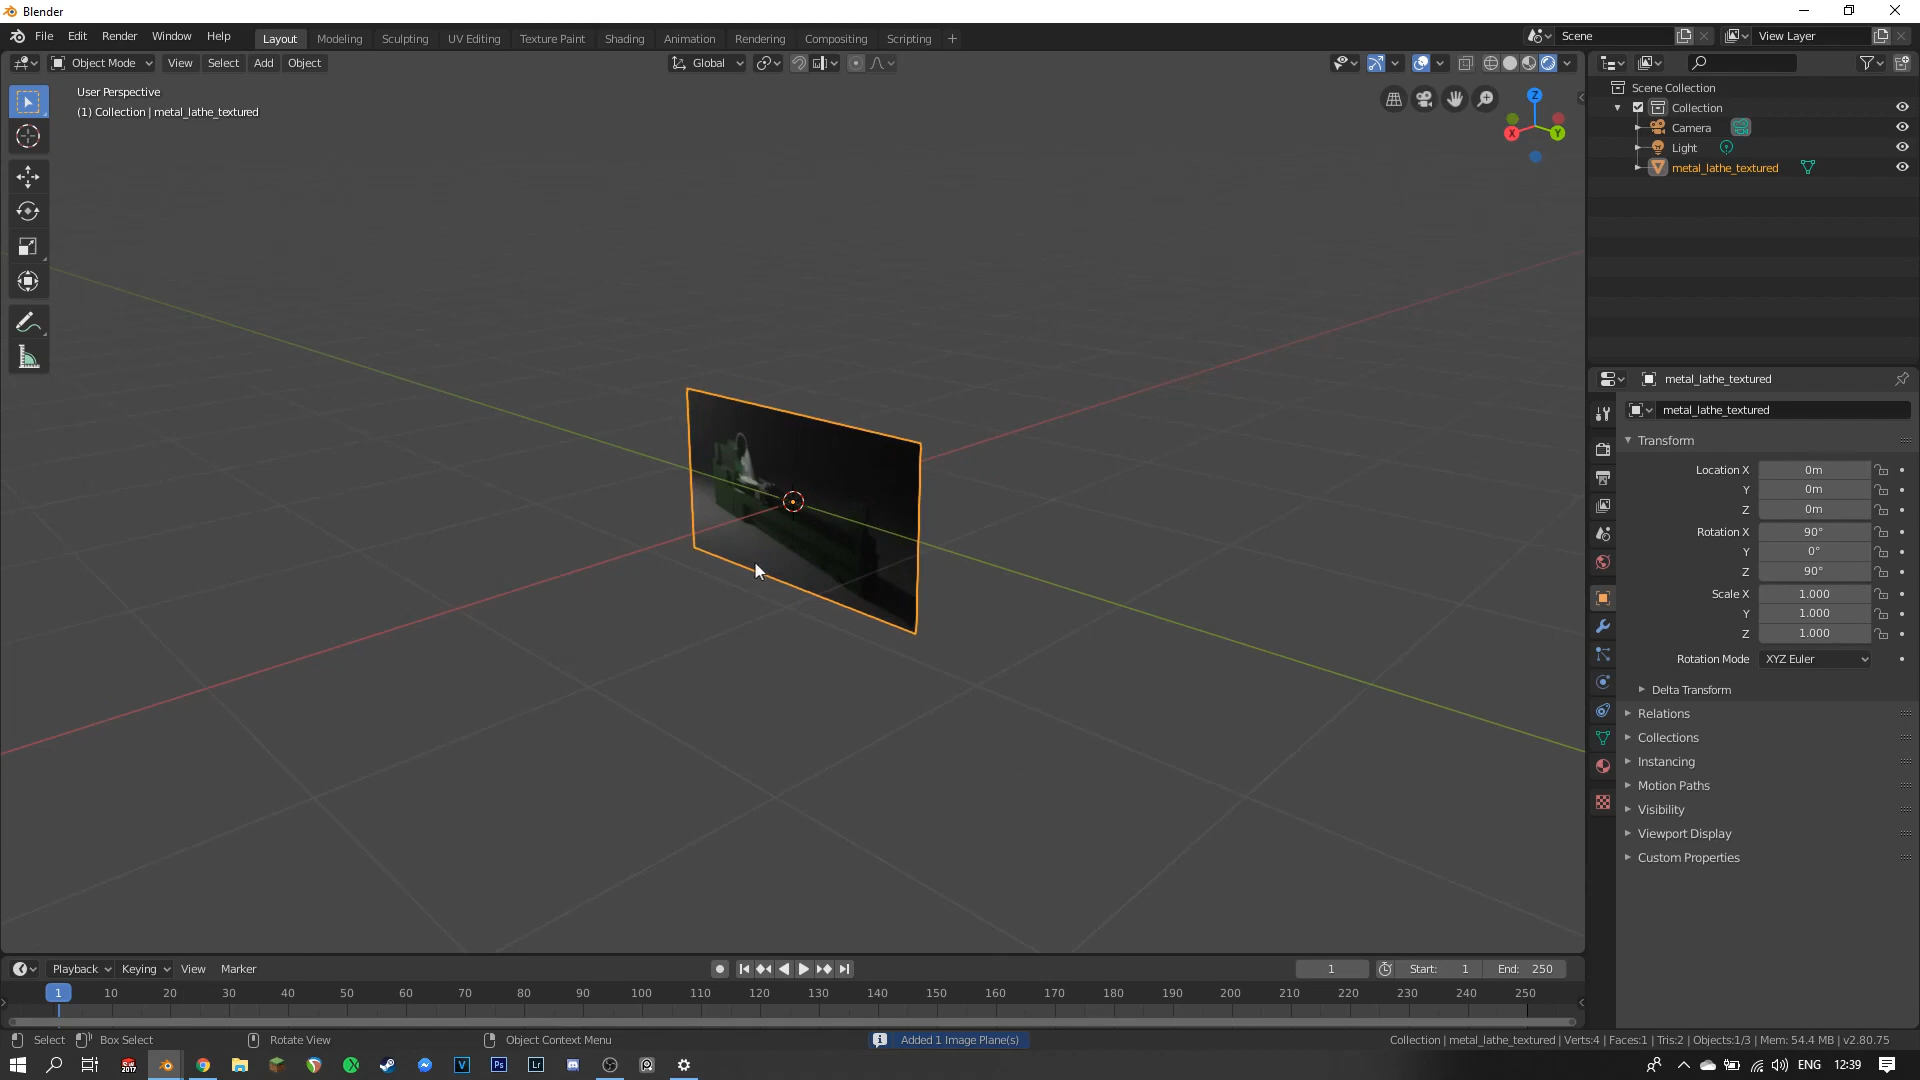 Blender
File Edit Render Window Help Layout Modeling Sculpting UV Editing Texture Paint Shading Animation Rendering Compositing Scripting Scene View Layer
Object Mode View Select Add Object Global
User Perspective
(1) Collection | metal_lathe_textured
Z
X
Y
Scene Collection
Collection
Camera
Light
metal_lathe_textured
metal_lathe_textured
metal_lathe_textured
Transform
Location X 0m
Y 0m
Z 0m
Rotation X 90°
Y 0°
Z 90°
Scale X 1.000
Y 1.000
Z 1.000
Rotation Mode XYZ Euler
Delta Transform
Relations
Collections
Instancing
Motion Paths
Visibility
Viewport Display
Custom Properties
Playback Keying View Marker 1 Start: 1 End: 250
1 10 20 30 40 50 60 70 80 90 100 110 120 130 140 150 160 170 180 190 200 210 220 230 240 250
Select Box Select Rotate View Object Context Menu Added 1 Image Plane(s) Collection | metal_lathe_textured | Verts:4 | Faces:1 | Tris:2 | Objects:1/3 | Mem: 54.4 MB | v2.80.75
2017 V Ps Lr ENG 12:39